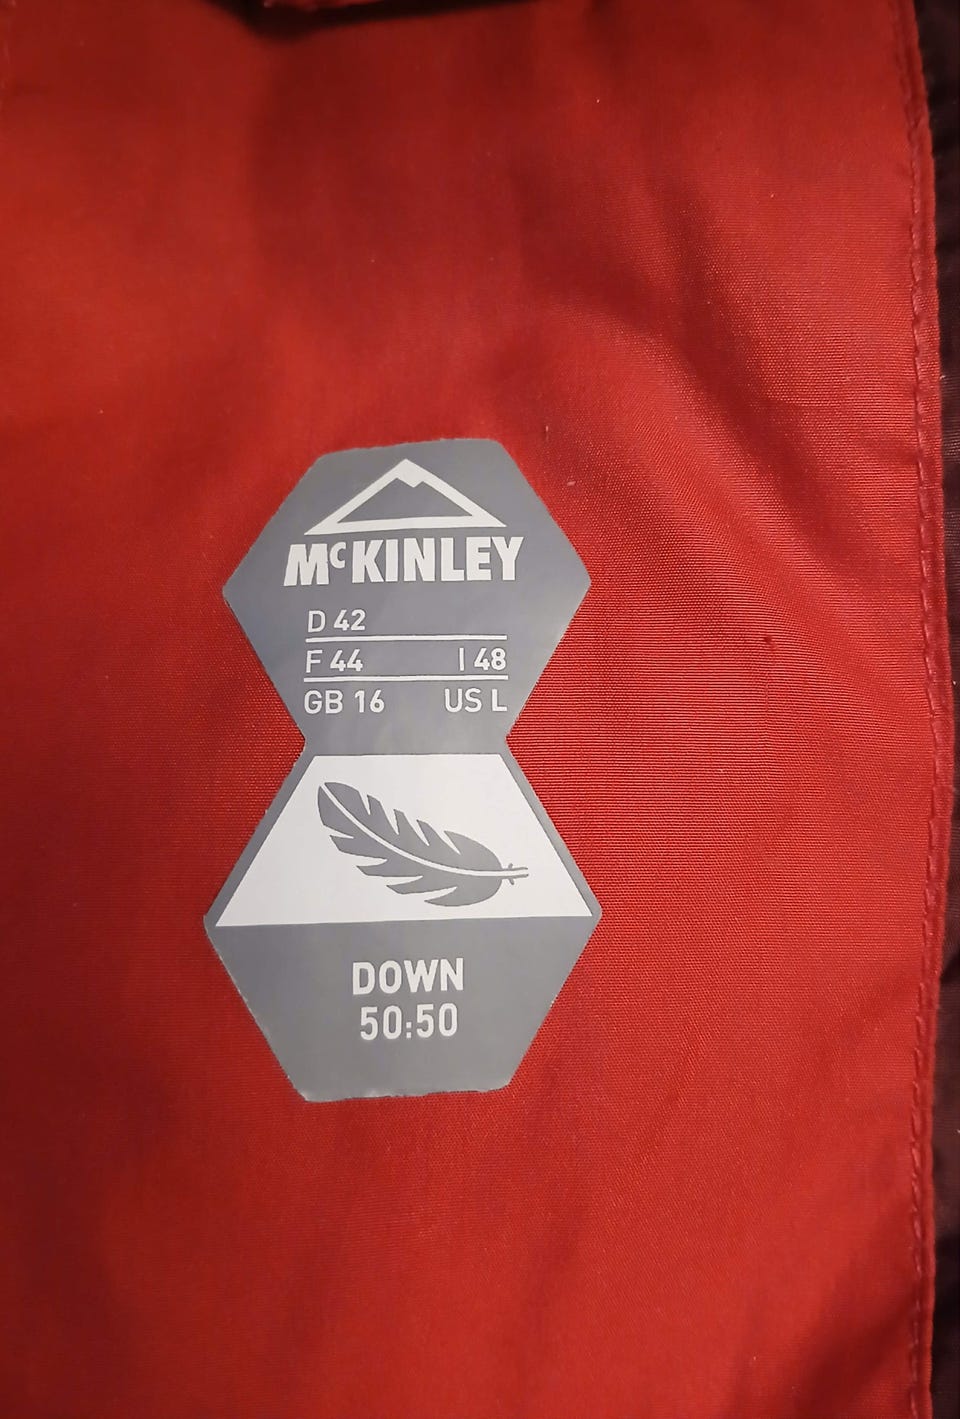 McKINLEY
D 42
F 44 I 48
GB 16 US L
DOWN
50:50